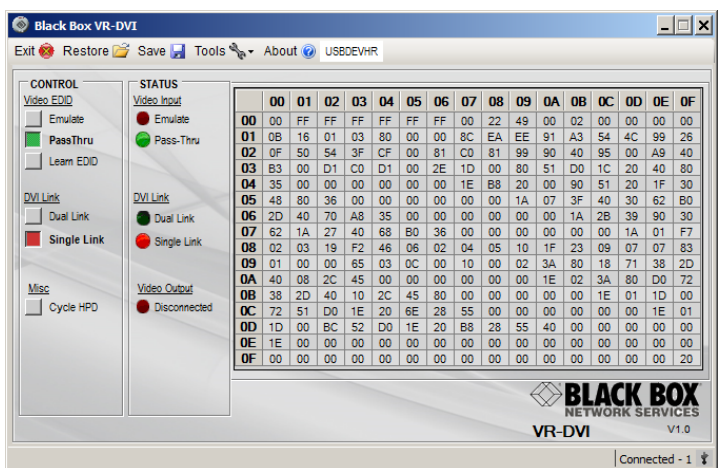 Black Box VR-DVI
Exit Restore Save Tools About USBDEVHR
CONTROL
Video EDID
Emulate
PassThru
Learn EDID
DVI Link
Dual Link
Single Link
Misc
Cycle HPD
STATUS
Video Input
Emulate
Pass-Thru
DVI Link
Dual Link
Single Link
Video Output
Disconnected
00 01 02 03 04 05 06 07 08 09 0A 0B 0C 0D 0E 0F
00 00 FF FF FF FF FF FF 00 22 49 00 02 00 00 00 00
01 0B 16 01 03 80 00 00 8C EA EE 91 A3 54 4C 99 26
02 0F 50 54 3F CF 00 81 C0 81 99 90 40 95 00 A9 40
03 B3 00 D1 C0 D1 00 2E 1D 00 80 51 D0 1C 20 40 80
04 35 00 00 00 00 00 00 1E B8 20 00 90 51 20 1F 30
05 48 80 36 00 00 00 00 00 00 1A 07 3F 40 30 62 B0
06 2D 40 70 A8 35 00 00 00 00 00 00 1A 2B 39 90 30
07 62 1A 27 40 68 B0 36 00 00 00 00 00 00 1A 01 F7
08 02 03 19 F2 46 06 02 04 05 10 1F 23 09 07 07 83
09 01 00 00 65 03 0C 00 10 00 02 3A 80 18 71 38 2D
0A 40 08 2C 45 00 00 00 00 00 1E 02 3A 80 D0 72
0B 38 2D 40 10 2C 45 80 00 00 00 00 1E 01 1D 00
0C 72 51 D0 1E 20 6E 28 55 00 00 00 00 00 00 1E 01
0D 1D 00 BC 52 D0 1E 20 B8 28 55 40 00 00 00 00 00
0E 1E 00 00 00 00 00 00 00 00 00 00 00 00 00 00 00
0F 00 00 00 00 00 00 00 00 00 00 00 00 00 00 00 20
BLACK BOX
NETWORK SERVICES
VR-DVI V1.0
Connected - 1